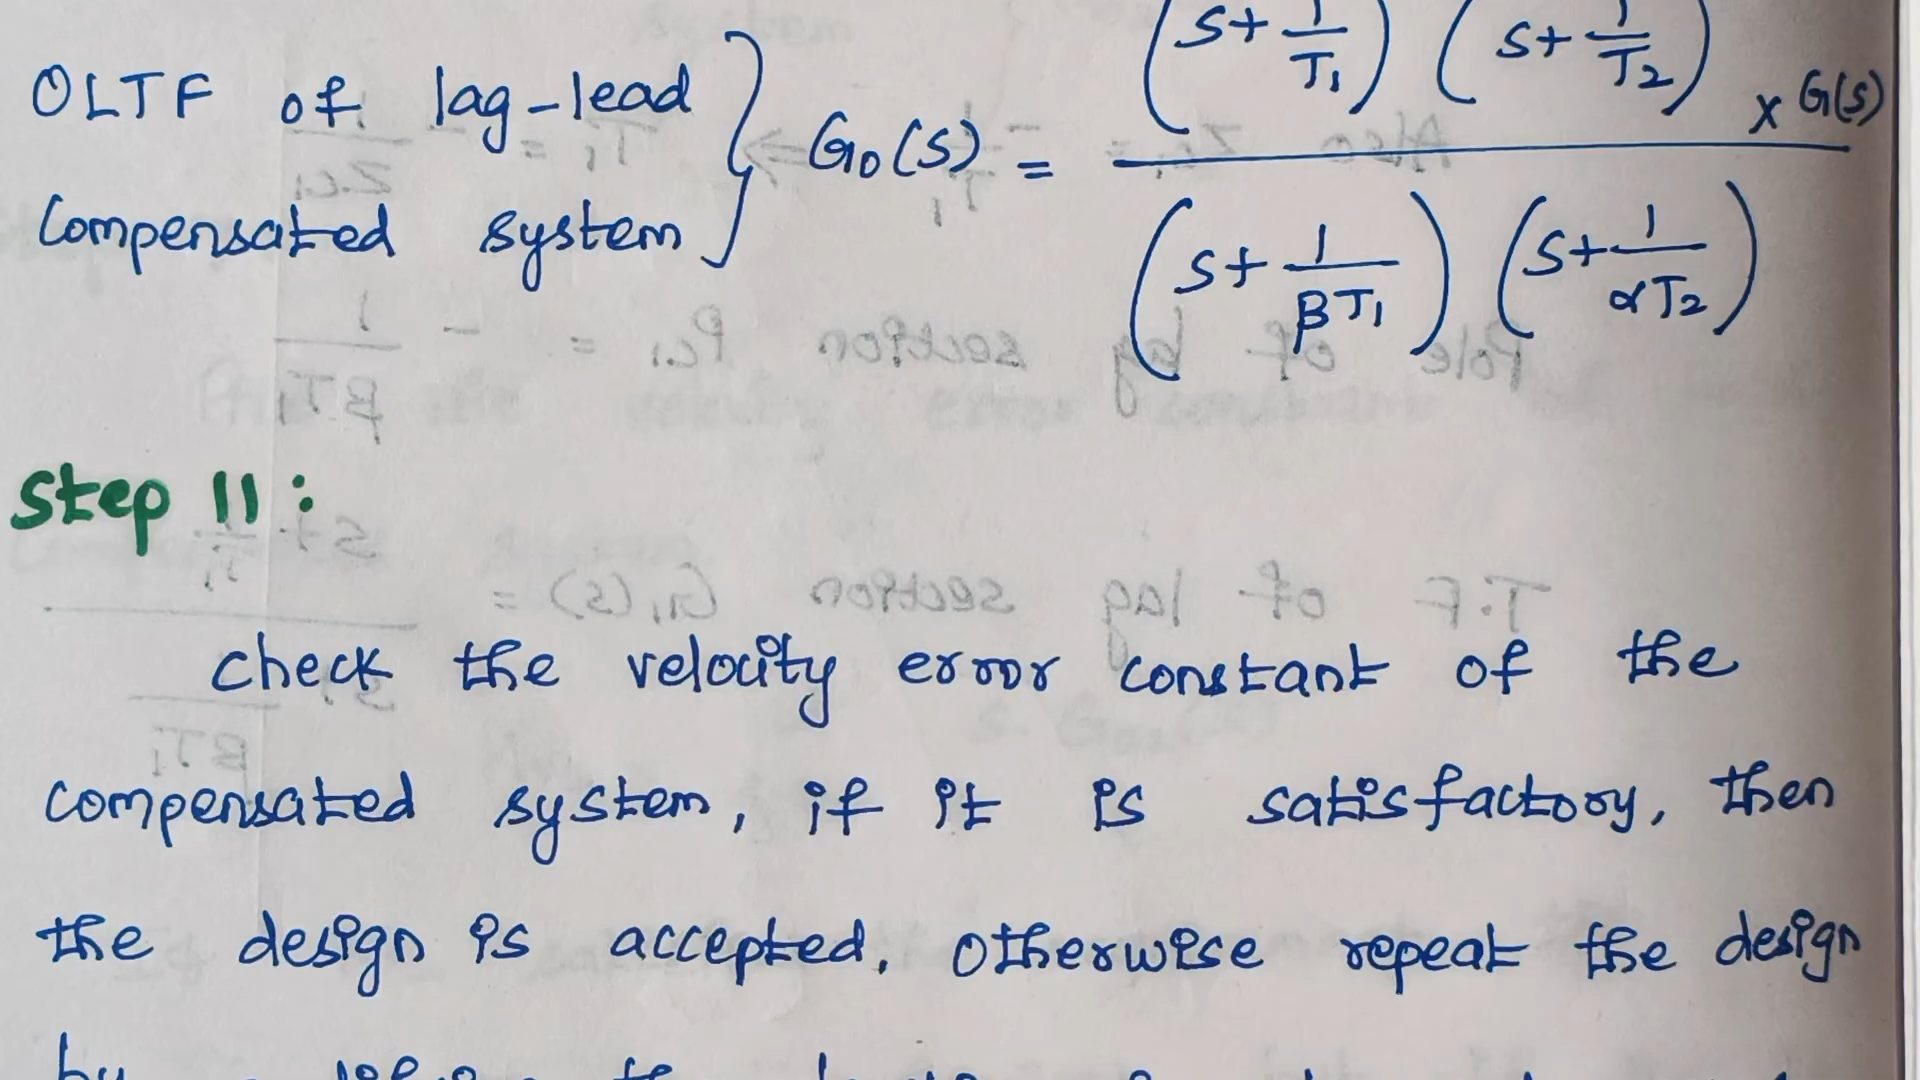 OLTF of lag-lead
compensated system } G₀(s) = (s + 1/T₁) (s + 1/T₂) × G(s) / (s + 1/βT₁) (s + 1/αT₂)
Step 11:
check the velocity error constant of the
compensated system, if it is satisfactory, then
the design is accepted, otherwise repeat the design
by